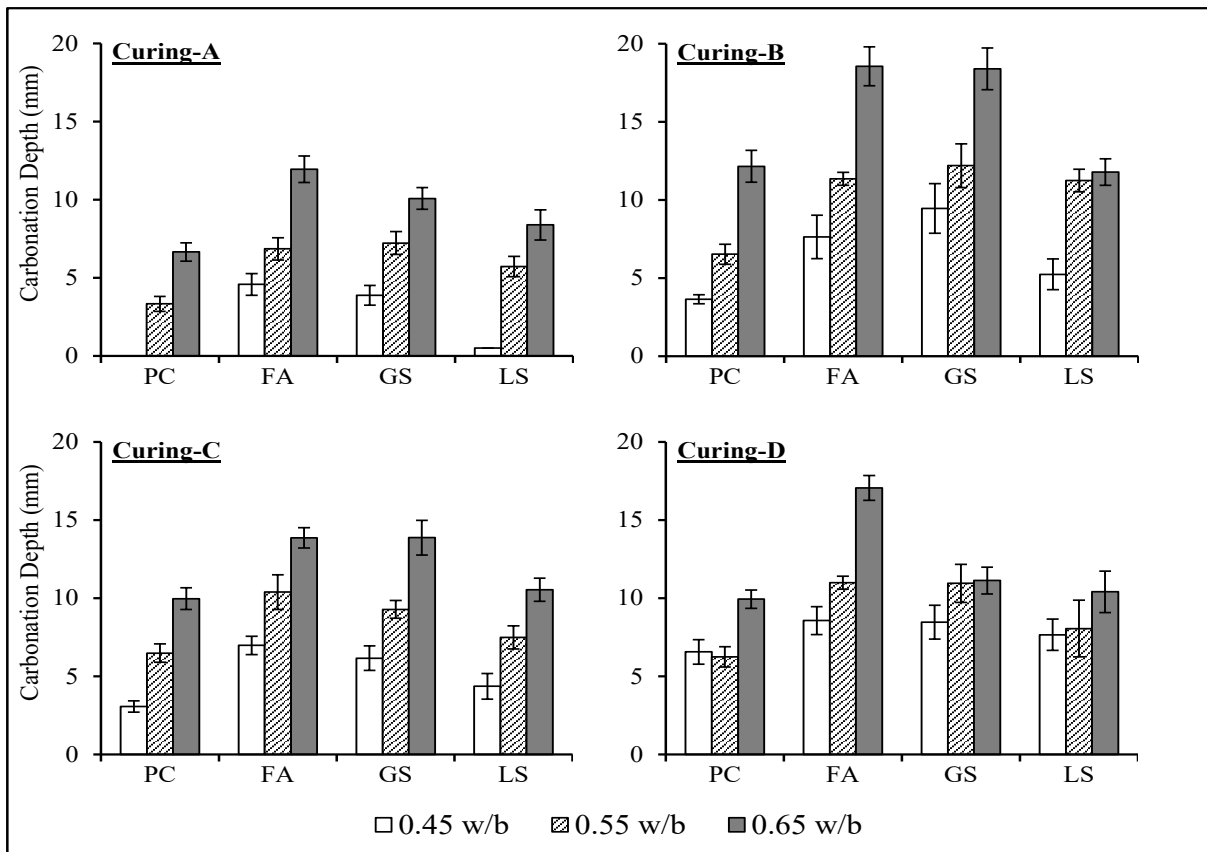 Curing-A
Carbonation Depth (mm)
20
15
10
5
0
PC FA GS LS
Curing-B
20
15
10
5
0
PC FA GS LS
Curing-C
Carbonation Depth (mm)
20
15
10
5
0
PC FA GS LS
Curing-D
20
15
10
5
0
PC FA GS LS
0.45 w/b 0.55 w/b 0.65 w/b